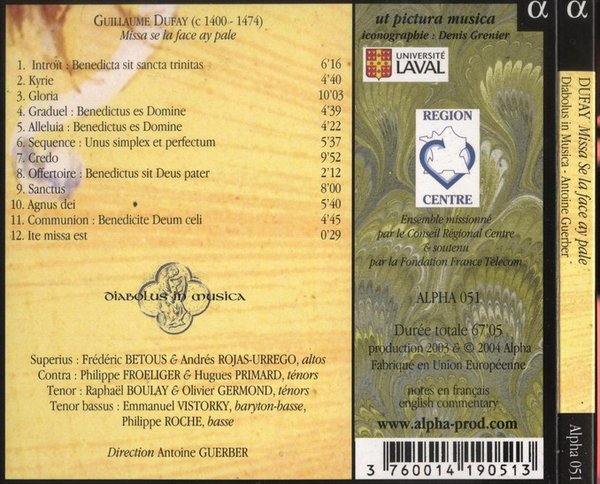 GUILLAUME DUFAY (c 1400 - 1474)
Missa se la face ay pale
1. Introït : Benedicta sit sancta trinitas 6'16
2. Kyrie 4'40
3. Gloria 10'03
4. Graduel : Benedictus es Domine 4'39
5. Alleluia : Benedictus es Domine 4'22
6. Sequence : Unus simplex et perfectum 5'37
7. Credo 9'52
8. Offertoire : Benedictus sit Deus pater 2'12
9. Sanctus 8'00
10. Agnus dei 5'40
11. Communion : Benedicite Deum celi 4'45
12. Ite missa est 0'29
diabolus in musica
Superius : Frédéric BETOUS & Andrés ROJAS-URREGO, altos
Contra : Philippe FROELIGER & Hugues PRIMARD, ténors
Tenor : Raphaël BOULAY & Olivier GERMOND, ténors
Tenor bassus : Emmanuel VISTORKY, baryton-basse,
Philippe ROCHE, basse
Direction Antoine GUERBER
ut pictura musica
iconographie : Denis Grenier
UNIVERSITÉ
LAVAL
REGION
CENTRE
Ensemble missionné
par le Conseil Régional Centre
& soutenu
par la Fondation France Télécom
ALPHA 051
Durée totale 67'05
production 2003 & © 2004 Alpha
Fabrique en Union Européenne
notes en français
english commentary
www.alpha-prod.com
3 760014 190513
α
α
DUFAY Missa Se la face ay pale
Diabolus in Musica - Antoine Guerber -
Alpha 051